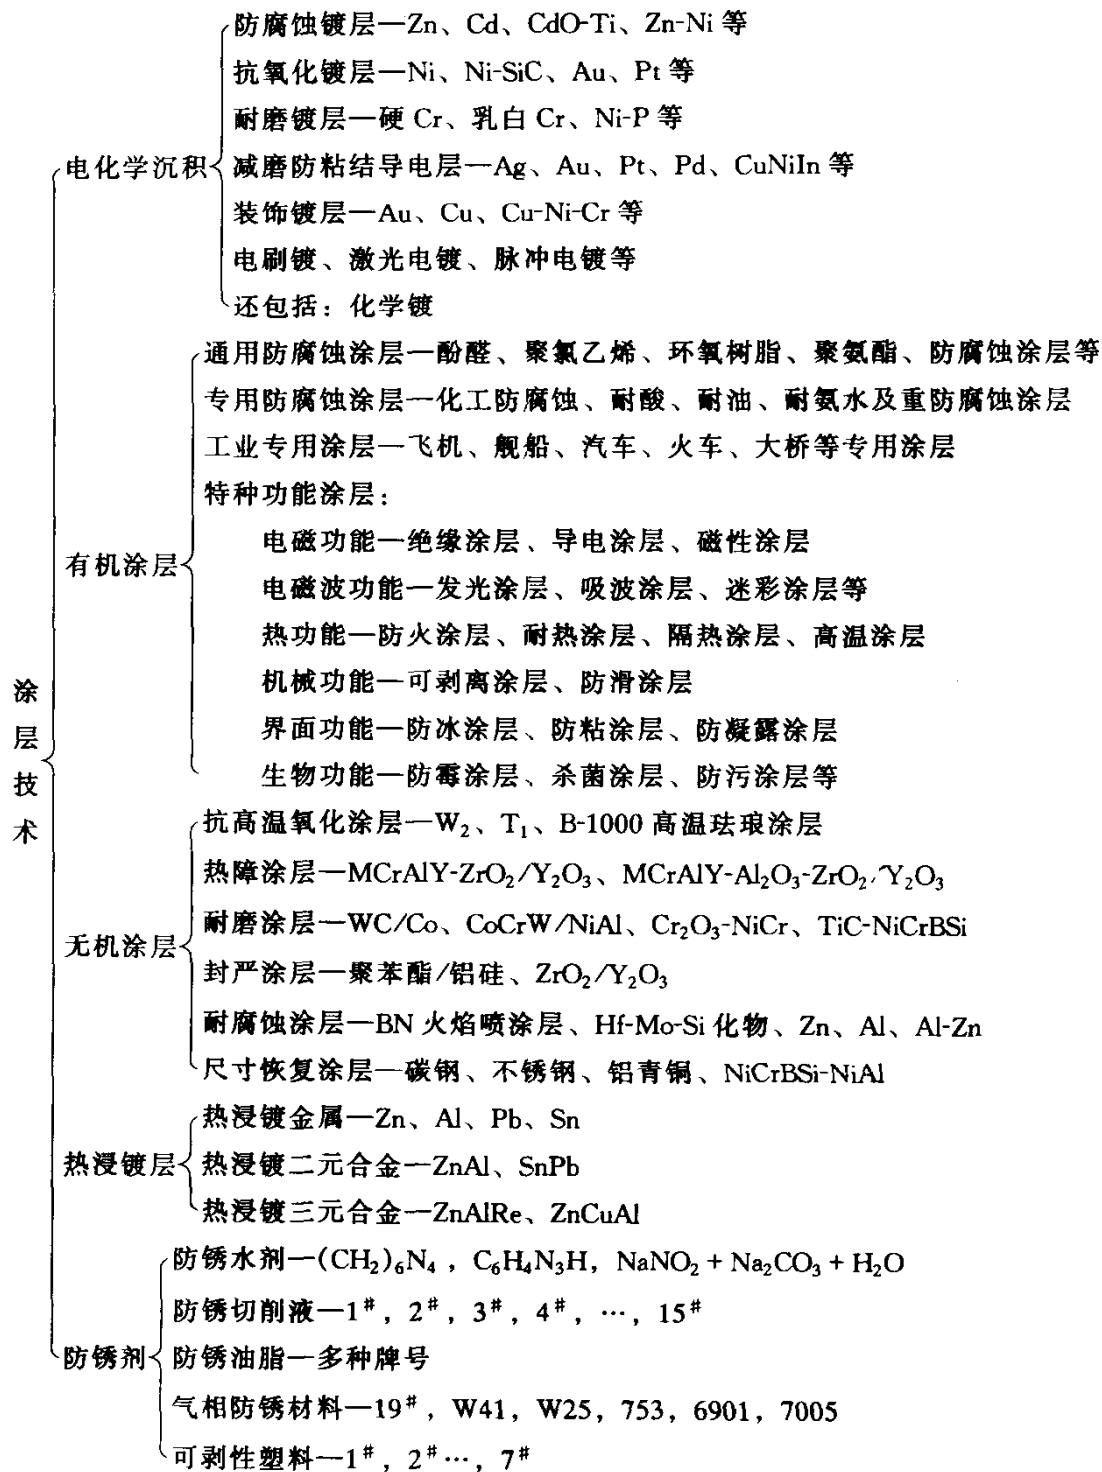 防腐蚀镀层—Zn、Cd、CdO-Ti、Zn-Ni 等
抗氧化镀层—Ni、Ni-SiC、Au、Pt 等
耐磨镀层—硬 Cr、乳白 Cr、Ni-P 等
电化学沉积
减磨防粘结导电层—Ag、Au、Pt、Pd、CuNiIn 等
装饰镀层—Au、Cu、Cu-Ni-Cr 等
电刷镀、激光电镀、脉冲电镀等
还包括：化学镀
通用防腐蚀涂层—酚醛、聚氯乙烯、环氧树脂、聚氨酯、防腐蚀涂层等
专用防腐蚀涂层—化工防腐蚀、耐酸、耐油、耐氨水及重防腐蚀涂层
工业专用涂层—飞机、舰船、汽车、火车、大桥等专用涂层
特种功能涂层：
电磁功能—绝缘涂层、导电涂层、磁性涂层
有机涂层
电磁波功能—发光涂层、吸波涂层、迷彩涂层等
热功能—防火涂层、耐热涂层、隔热涂层、高温涂层
机械功能—可剥离涂层、防滑涂层
界面功能—防冰涂层、防粘涂层、防凝露涂层
生物功能—防霉涂层、杀菌涂层、防污涂层等
涂层技术
抗高温氧化涂层—W₂、T₁、B-1000 高温珐琅涂层
热障涂层—MCrAlY-ZrO₂/Y₂O₃、MCrAlY-Al₂O₃-ZrO₂/Y₂O₃
耐磨涂层—WC/Co、CoCrW/NiAl、Cr₂O₃-NiCr、TiC-NiCrBSi
无机涂层
封严涂层—聚苯酯/铝硅、ZrO₂/Y₂O₃
耐腐蚀涂层—BN 火焰喷涂层、Hf-Mo-Si 化物、Zn、Al、Al-Zn
尺寸恢复涂层—碳钢、不锈钢、铝青铜、NiCrBSi-NiAl
热浸镀金属—Zn、Al、Pb、Sn
热浸镀层
热浸镀二元合金—ZnAl、SnPb
热浸镀三元合金—ZnAlRe、ZnCuAl
防锈水剂—(CH₂)₆N₄，C₆H₄N₃H，NaNO₂+Na₂CO₃+H₂O
防锈切削液—1#，2#，3#，4#，…，15#
防锈剂
防锈油脂—多种牌号
气相防锈材料—19#，W41，W25，753，6901，7005
可剥性塑料—1#，2#…，7#